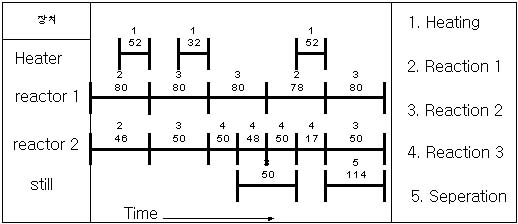 장치
1 1 1
Heater 52 32 52
2 3 3 2 3
reactor 1 80 80 80 78 80
2 3 4 4 4 4 3
reactor 2 46 50 50 48 50 17 50
5 5
still 50 114
Time
1. Heating
2. Reaction 1
3. Reaction 2
4. Reaction 3
5. Seperation